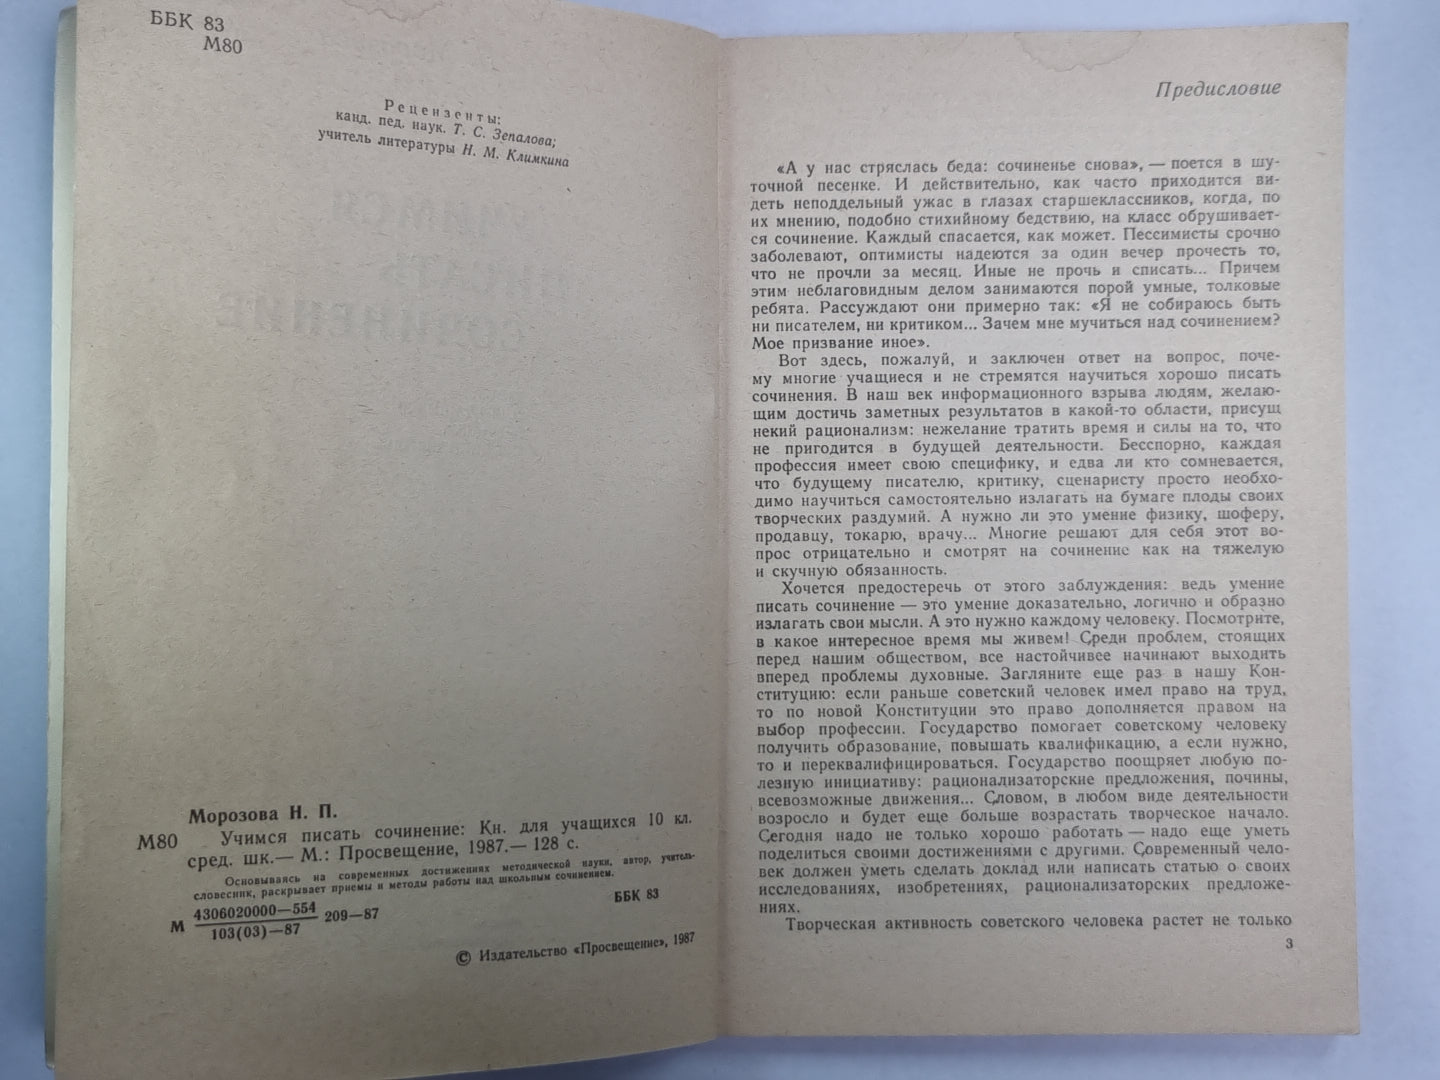 ББК 83
М80
Рецензенты:
канд. пед. наук. Т. С. Зепалова;
учитель литературы Н. М. Климкина
Морозова Н. П.
М80 Учимся писать сочинение: Кн. для учащихся 10 кл.
сред. шк.— М.: Просвещение, 1987.— 128 с.
Основываясь на современных достижениях методической науки, автор, учитель-
словесник, раскрывает приемы и методы работы над школьным сочинением.
М 4306020000—554
103(03)—87
209—87
ББК 83
© Издательство «Просвещение», 1987
Предисловие
«А у нас стряслась беда: сочиненье снова», — поется в шу-
точной песенке. И действительно, как часто приходится ви-
деть неподдельный ужас в глазах старшеклассников, когда, по
их мнению, подобно стихийному бедствию, на класс обрушивает-
ся сочинение. Каждый спасается, как может. Пессимисты срочно
заболевают, оптимисты надеются за один вечер прочесть то,
что не прочли за месяц. Иные не прочь и списать... Причем
этим неблаговидным делом занимаются порой умные, толковые
ребята. Рассуждают они примерно так: «Я не собираюсь быть
ни писателем, ни критиком... Зачем мне мучиться над сочинением?
Мое призвание иное».
Вот здесь, пожалуй, и заключен ответ на вопрос, поче-
му многие учащиеся и не стремятся научиться хорошо писать
сочинения. В наш век информационного взрыва людям, желаю-
щим достичь заметных результатов в какой-то области, присущ
некий рационализм: нежелание тратить время и силы на то, что
не пригодится в будущей деятельности. Бесспорно, каждая
профессия имеет свою специфику, и едва ли кто сомневается,
что будущему писателю, критику, сценаристу просто необхо-
димо научиться самостоятельно излагать на бумаге плоды своих
творческих раздумий. А нужно ли это умение физику, шоферу,
продавцу, токарю, врачу... Многие решают для себя этот во-
прос отрицательно и смотрят на сочинение как на тяжелую
и скучную обязанность.
Хочется предостеречь от этого заблуждения: ведь умение
писать сочинение — это умение доказательно, логично и образно
излагать свои мысли. А это нужно каждому человеку. Посмотрите,
в какое интересное время мы живем! Среди проблем, стоящих
перед нашим обществом, все настойчивее начинают выходить
вперед проблемы духовные. Загляните еще раз в нашу Кон-
ституцию: если раньше советский человек имел право на труд,
то по новой Конституции это право дополняется правом на
выбор профессии. Государство помогает советскому человеку
получить образование, повышать квалификацию, а если нужно,
то и переквалифицироваться. Государство поощряет любую по-
лезную инициативу: рационализаторские предложения, почины,
всевозможные движения... Словом, в любом виде деятельности
возросло и будет еще больше возрастать творческое начало.
Сегодня надо не только хорошо работать — надо еще уметь
поделиться своими достижениями с другими. Современный чело-
век должен уметь сделать доклад или написать статью о своих
исследованиях, изобретениях, рационализаторских предложе-
ниях.
Творческая активность советского человека растет не только
3